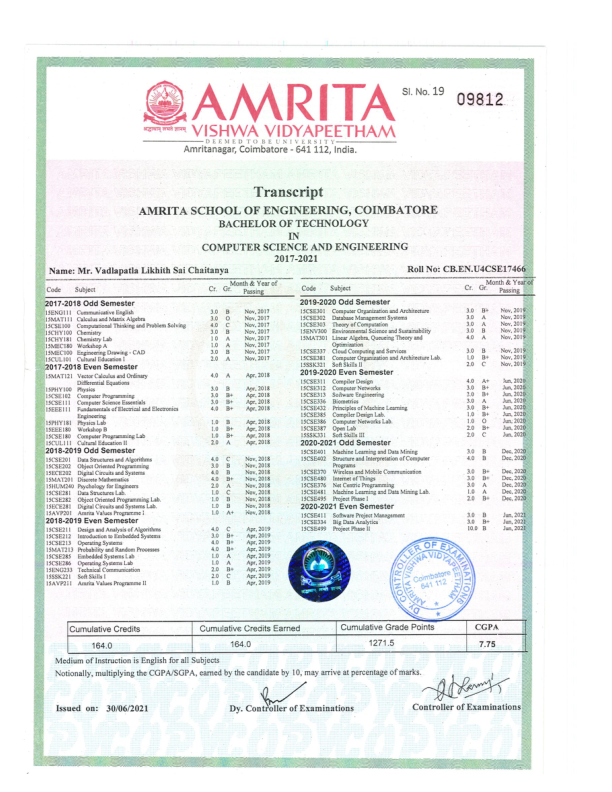 Sl. No. 19 09812
AMRITA
VISHWA VIDYAPEETHAM
DEEMED TO BE UNIVERSITY
Amritanagar, Coimbatore - 641 112, India.
Transcript
AMRITA SCHOOL OF ENGINEERING, COIMBATORE
BACHELOR OF TECHNOLOGY
IN
COMPUTER SCIENCE AND ENGINEERING
2017-2021
Name: Mr. Vadlapatla Likhith Sai Chaitanya
Roll No: CB.EN.U4CSE17466
Code Subject Cr. Gr. Month & Year of Passing
2017-2018 Odd Semester
15ENG111 Communicative English 3.0 B Nov, 2017
15MAT111 Calculus and Matrix Algebra 3.0 O Nov, 2017
15CSE100 Computational Thinking and Problem Solving 4.0 C Nov, 2017
15CHY100 Chemistry 3.0 B Nov, 2017
15CHY181 Chemistry Lab 1.0 A Nov, 2017
15MEC180 Workshop A 1.0 A Nov, 2017
15MEC100 Engineering Drawing - CAD 3.0 B Nov, 2017
15CUL101 Cultural Education I 2.0 A Nov, 2017
2017-2018 Even Semester
15MAT121 Vector Calculus and Ordinary 4.0 A Apr, 2018
Differential Equations
15PHY100 Physics 3.0 B Apr, 2018
15CSE102 Computer Programming 3.0 B+ Apr, 2018
15CSE111 Computer Science Essentials 3.0 B+ Apr, 2018
15EEE111 Fundamentals of Electrical and Electronics 4.0 B+ Apr, 2018
Engineering
15PHY181 Physics Lab. 1.0 B Apr, 2018
15EEE180 Workshop B 1.0 B+ Apr, 2018
15CSE180 Computer Programming Lab 1.0 B+ Apr, 2018
15CUL111 Cultural Education II 2.0 A Apr, 2018
2018-2019 Odd Semester
15CSE201 Data Structures and Algorithms 4.0 C Nov, 2018
15CSE202 Object Oriented Programming 3.0 B Nov, 2018
15ECE202 Digital Circuits and Systems 4.0 B Nov, 2018
15MAT201 Discrete Mathematics 4.0 B+ Nov, 2018
15HUM240 Psychology for Engineers 2.0 A Nov, 2018
15CSE281 Data Structures Lab. 1.0 C Nov, 2018
15CSE282 Object Oriented Programming Lab. 1.0 B Nov, 2018
15ECE281 Digital Circuits and Systems Lab. 1.0 B Nov, 2018
15AVP201 Amrita Values Programme I 1.0 A+ Nov, 2018
2018-2019 Even Semester
15CSE211 Design and Analysis of Algorithms 4.0 C Apr, 2019
15CSE212 Introduction to Embedded Systems 3.0 B+ Apr, 2019
15CSE213 Operating Systems 4.0 B+ Apr, 2019
15MAT213 Probability and Random Processes 4.0 B+ Apr, 2019
15CSE285 Embedded Systems Lab 1.0 A Apr, 2019
15CSE286 Operating Systems Lab 1.0 A Apr, 2019
15ENG233 Technical Communication 2.0 B+ Apr, 2019
15SSK221 Soft Skills I 2.0 C Apr, 2019
15AVP211 Amrita Values Programme II 1.0 B Apr, 2019
Code Subject Cr. Gr. Month & Year of Passing
2019-2020 Odd Semester
15CSE301 Computer Organization and Architecture 3.0 B+ Nov, 2019
15CSE302 Database Management Systems 3.0 A Nov, 2019
15CSE303 Theory of Computation 3.0 A Nov, 2019
15ENV300 Environmental Science and Sustainability 3.0 B Nov, 2019
15MAT301 Linear Algebra, Queueing Theory and 4.0 A Nov, 2019
Optimisation
15CSE337 Cloud Computing and Services 3.0 B Nov, 2019
15CSE381 Computer Organization and Architecture Lab. 1.0 B+ Nov, 2019
15SSK321 Soft Skills II 2.0 C Nov, 2019
2019-2020 Even Semester
15CSE311 Compiler Design 4.0 A+ Jun, 2020
15CSE312 Computer Networks 3.0 B+ Jun, 2020
15CSE313 Software Engineering 3.0 B+ Jun, 2020
15CSE356 Biometrics 3.0 A Jun, 2020
15CSE432 Principles of Machine Learning 3.0 B+ Jun, 2020
15CSE385 Compiler Design Lab. 1.0 B+ Jun, 2020
15CSE386 Computer Networks Lab. 1.0 O Jun, 2020
15CSE387 Open Lab 2.0 B+ Jun, 2020
15SSK331 Soft Skills III 2.0 C Jun, 2020
2020-2021 Odd Semester
15CSE401 Machine Learning and Data Mining 3.0 B Dec, 2020
15CSE402 Structure and Interpretation of Computer 4.0 B Dec, 2020
Programs
15CSE370 Wireless and Mobile Communication 3.0 B+ Dec, 2020
15CSE480 Internet of Things 3.0 B+ Dec, 2020
15CSE376 Net Centric Programming 3.0 A Dec, 2020
15CSE481 Machine Learning and Data Mining Lab. 1.0 A Dec, 2020
15CSE495 Project Phase I 2.0 B+ Dec, 2020
2020-2021 Even Semester
15CSE411 Software Project Management 3.0 B Jun, 2021
15CSE334 Big Data Analytics 3.0 B+ Jun, 2021
15CSE499 Project Phase II 10.0 B Jun, 2021
CONTROLLER OF EXAMINATIONS
AMRITA VISHWA VIDYAPEETHAM
Coimbatore
641 112
Cumulative Credits Cumulative Credits Earned Cumulative Grade Points CGPA
164.0 164.0 1271.5 7.75
Medium of Instruction is English for all Subjects
Notionally, multiplying the CGPA/SGPA, earned by the candidate by 10, may arrive at percentage of marks.
Issued on: 30/06/2021
Dy. Controller of Examinations
Controller of Examinations